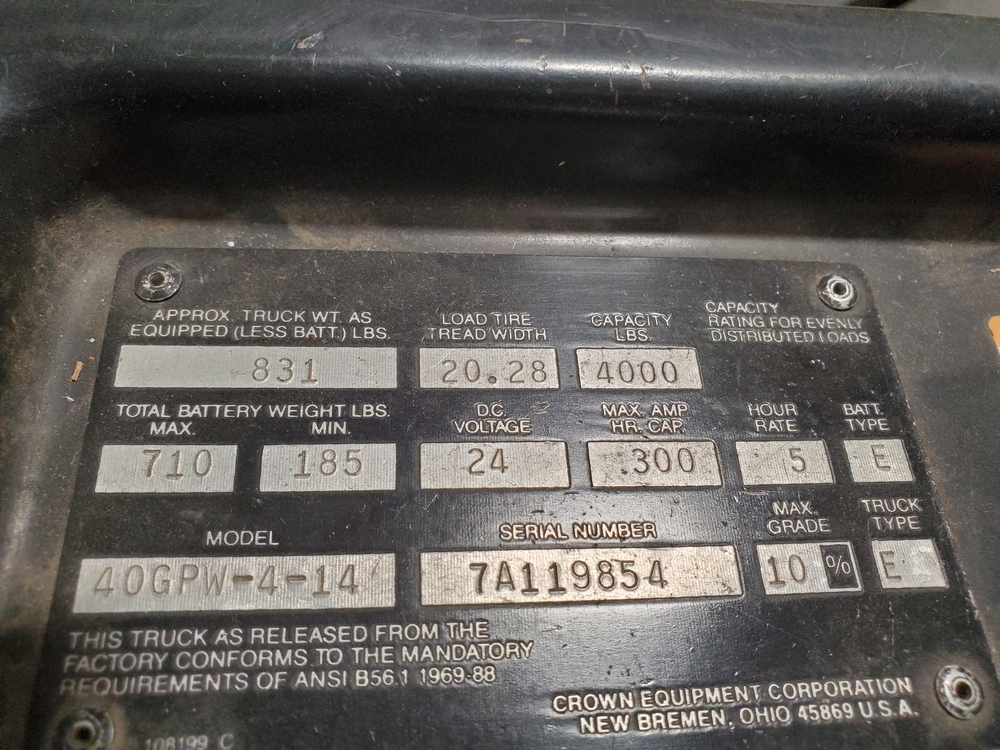 APPROX. TRUCK WT. AS
EQUIPPED (LESS BATT.) LBS.
831
LOAD TIRE
TREAD WIDTH
20.28
CAPACITY
LBS.
4000
CAPACITY
RATING FOR EVENLY
DISTRIBUTED LOADS
TOTAL BATTERY WEIGHT LBS.
MAX. MIN.
710 185
D.C.
VOLTAGE
24
MAX. AMP
HR. CAP.
300
HOUR
RATE
5
BATT.
TYPE
E
MODEL
40GPW-4-14
SERIAL NUMBER
7A119854
MAX.
GRADE
10 %
TRUCK
TYPE
E
THIS TRUCK AS RELEASED FROM THE
FACTORY CONFORMS TO THE MANDATORY
REQUIREMENTS OF ANSI B56.1 1969-88
CROWN EQUIPMENT CORPORATION
NEW BREMEN, OHIO 45869 U.S.A.
108199 C